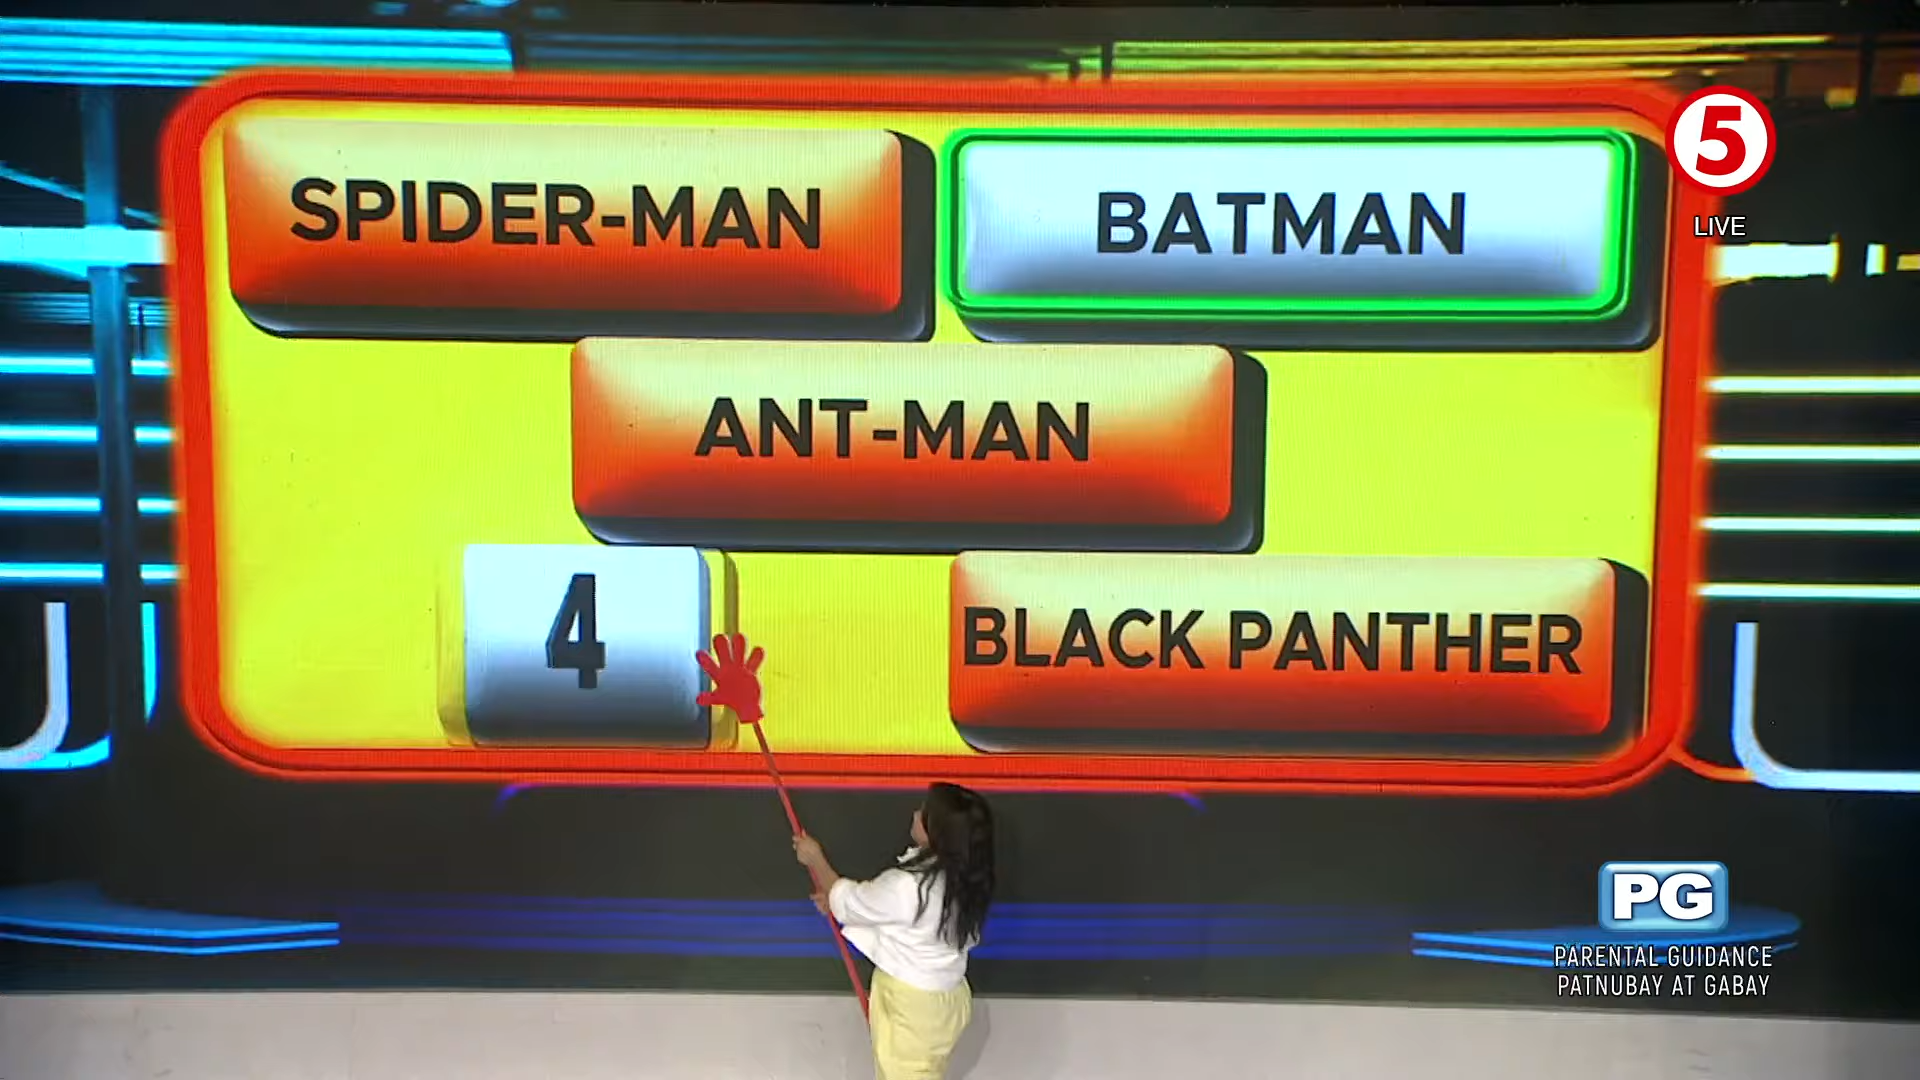 SPIDER-MAN
BATMAN
5
LIVE
ANT-MAN
4
BLACK PANTHER
PG
PARENTAL GUIDANCE
PATNUBAY AT GABAY